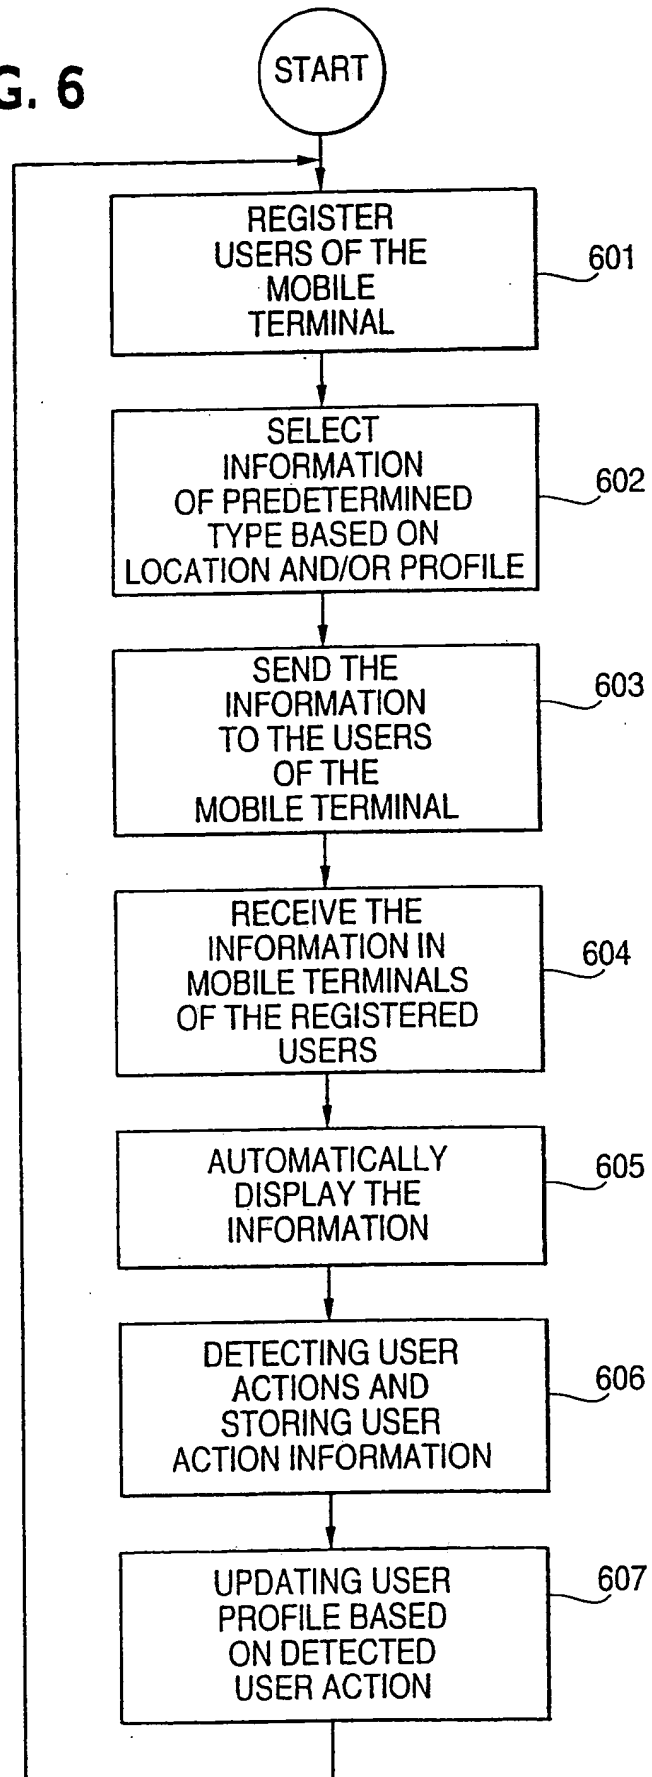 G. 6
START
REGISTER
USERS OF THE
MOBILE
TERMINAL
601
SELECT
INFORMATION
OF PREDETERMINED
TYPE BASED ON
LOCATION AND/OR PROFILE
602
SEND THE
INFORMATION
TO THE USERS
OF THE
MOBILE TERMINAL
603
RECEIVE THE
INFORMATION IN
MOBILE TERMINALS
OF THE REGISTERED
USERS
604
AUTOMATICALLY
DISPLAY THE
INFORMATION
605
DETECTING USER
ACTIONS AND
STORING USER
ACTION INFORMATION
606
UPDATING USER
PROFILE BASED
ON DETECTED
USER ACTION
607